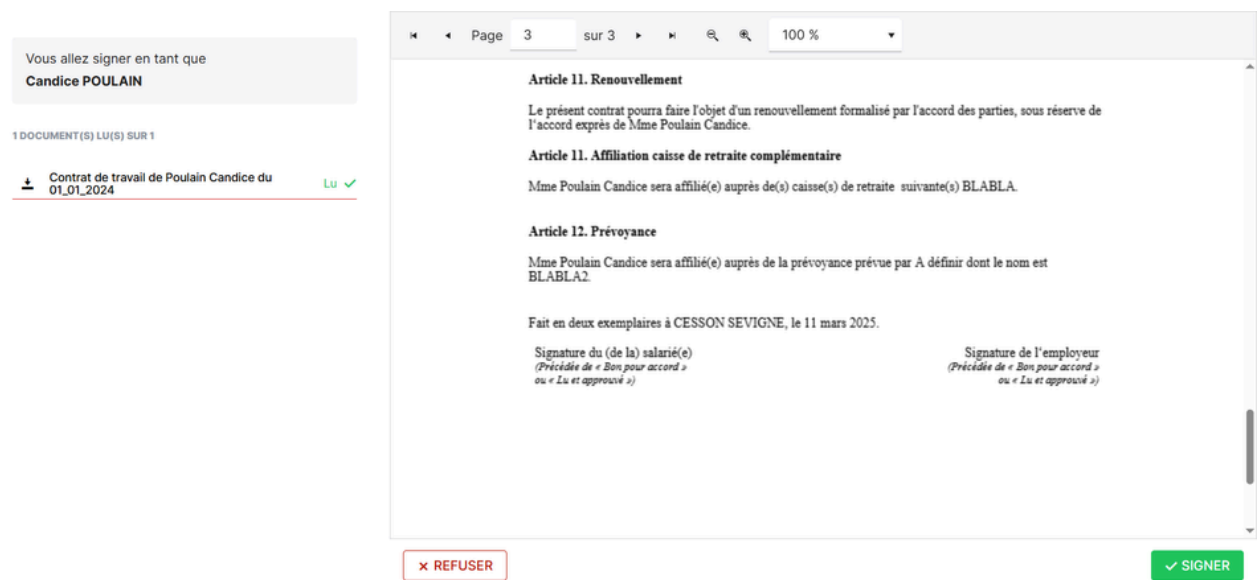 Vous allez signer en tant que
Candice POULAIN
1 DOCUMENT(S) LU(S) SUR 1
Contrat de travail de Poulain Candice du
01_01_2024
Lu
Page 3 sur 3 100 %
Article 11. Renouvellement
Le présent contrat pourra faire l'objet d'un renouvellement formalisé par l'accord des parties, sous réserve de
l'accord exprès de Mme Poulain Candice.
Article 11. Affiliation caisse de retraite complémentaire
Mme Poulain Candice sera affilié(e) auprès de(s) caisse(s) de retraite suivante(s) BLABLA.
Article 12. Prévoyance
Mme Poulain Candice sera affilié(e) auprès de la prévoyance prévue par A définir dont le nom est
BLABLA2.
Fait en deux exemplaires à CESSON SEVIGNE, le 11 mars 2025.
Signature du (de la) salarié(e)
(Précédée de « Bon pour accord »
ou « Lu et approuvé »)
Signature de l'employeur
(Précédée de « Bon pour accord »
ou « Lu et approuvé »)
REFUSER
SIGNER